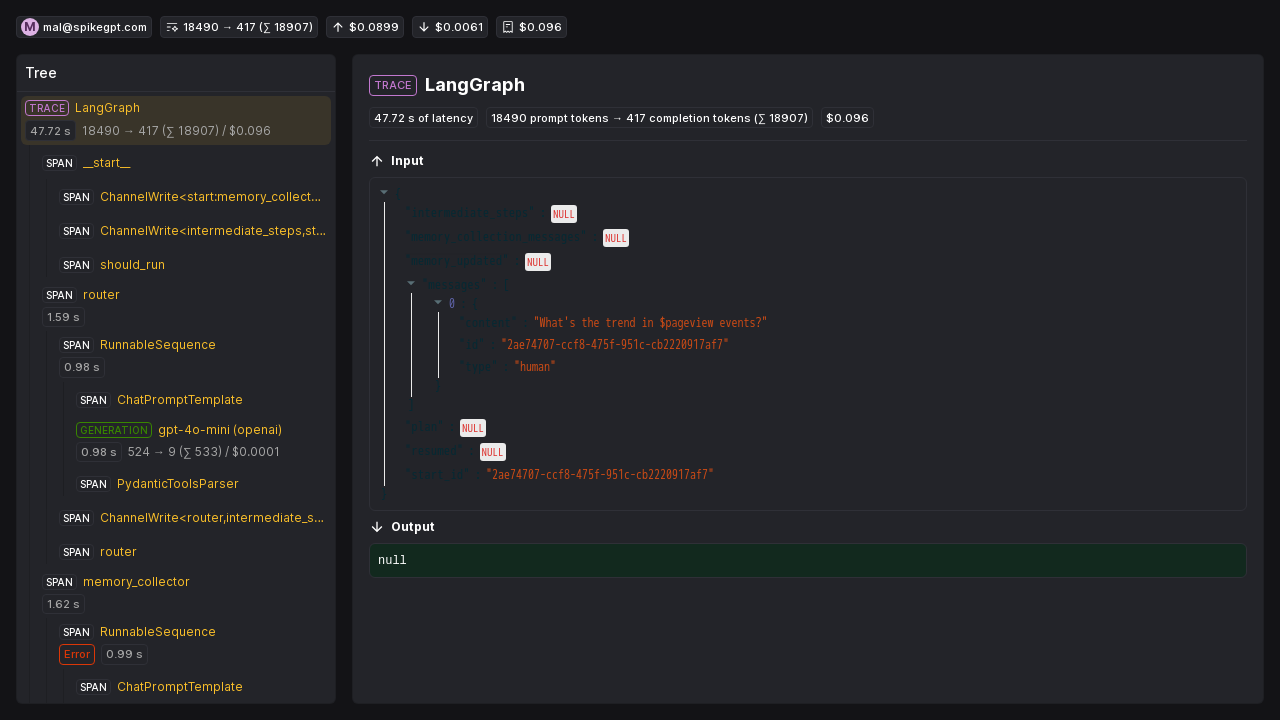 M mal@spikegpt.com 18490 → 417 (∑ 18907) $0.0899 $0.0061 $0.096
Tree
TRACE LangGraph
47.72 s 18490 → 417 (∑ 18907) / $0.096
SPAN __start__
SPAN ChannelWrite<start:memory_collect...
SPAN ChannelWrite<intermediate_steps,st...
SPAN should_run
SPAN router
1.59 s
SPAN RunnableSequence
0.98 s
SPAN ChatPromptTemplate
GENERATION gpt-4o-mini (openai)
0.98 s 524 → 9 (∑ 533) / $0.0001
SPAN PydanticToolsParser
SPAN ChannelWrite<router,intermediate_s...
SPAN router
SPAN memory_collector
1.62 s
SPAN RunnableSequence
Error 0.99 s
SPAN ChatPromptTemplate
TRACE LangGraph
47.72 s of latency 18490 prompt tokens → 417 completion tokens (∑ 18907) $0.096
Input
{
"intermediate_steps" : NULL
"memory_collection_messages" : NULL
"memory_updated" : NULL
"messages" : [
0 : {
"content" : "What's the trend in $pageview events?"
"id" : "2ae74707-ccf8-475f-951c-cb2220917af7"
"type" : "human"
}
]
"plan" : NULL
"resumed" : NULL
"start_id" : "2ae74707-ccf8-475f-951c-cb2220917af7"
}
Output
null